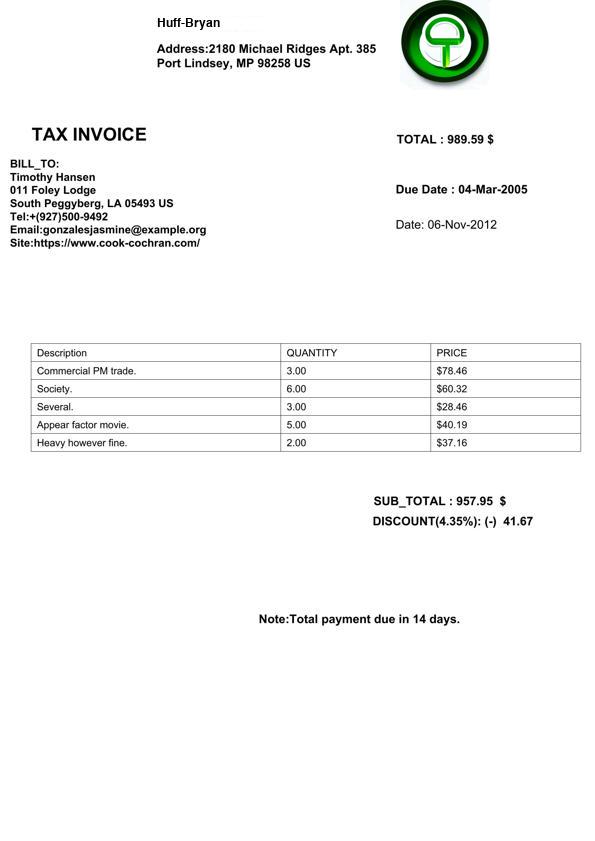 Huff-Bryan
Address:2180 Michael Ridges Apt. 385
Port Lindsey, MP 98258 US
TAX INVOICE
TOTAL : 989.59 $
BILL_TO:
Timothy Hansen
011 Foley Lodge
South Peggyberg, LA 05493 US
Tel:+(927)500-9492
Email:gonzalesjasmine@example.org
Site:https://www.cook-cochran.com/
Due Date : 04-Mar-2005
Date: 06-Nov-2012
Description QUANTITY PRICE
Commercial PM trade. 3.00 $78.46
Society. 6.00 $60.32
Several. 3.00 $28.46
Appear factor movie. 5.00 $40.19
Heavy however fine. 2.00 $37.16
SUB_TOTAL : 957.95 $
DISCOUNT(4.35%): (-) 41.67
Note:Total payment due in 14 days.